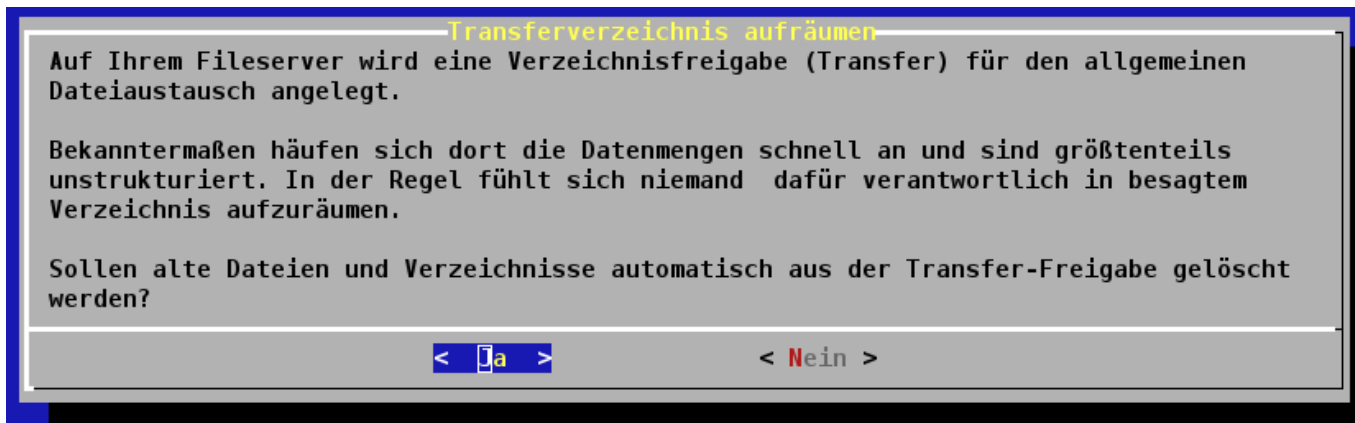 Transferverzeichnis aufräumen
Auf Ihrem Fileserver wird eine Verzeichnisfreigabe (Transfer) für den allgemeinen
Dateiaustausch angelegt.
Bekanntermaßen häufen sich dort die Datenmengen schnell an und sind größtenteils
unstrukturiert. In der Regel fühlt sich niemand  dafür verantwortlich in besagtem
Verzeichnis aufzuräumen.
Sollen alte Dateien und Verzeichnisse automatisch aus der Transfer-Freigabe gelöscht
werden?
<  Ja  > < Nein >